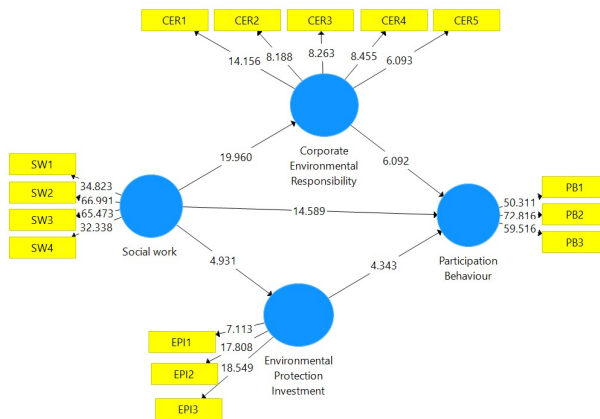 CER1
CER2
CER3
CER4
CER5
14.156
8.188
8.263
8.455
6.093
Corporate
Environmental
Responsibility
19.960
6.092
SW1
SW2
SW3
SW4
34.823
66.991
65.473
32.338
Social work
14.589
PB1
PB2
PB3
50.311
72.816
59.516
Participation
Behaviour
4.931
4.343
EPI1
EPI2
EPI3
7.113
17.808
18.549
Environmental
Protection
Investment